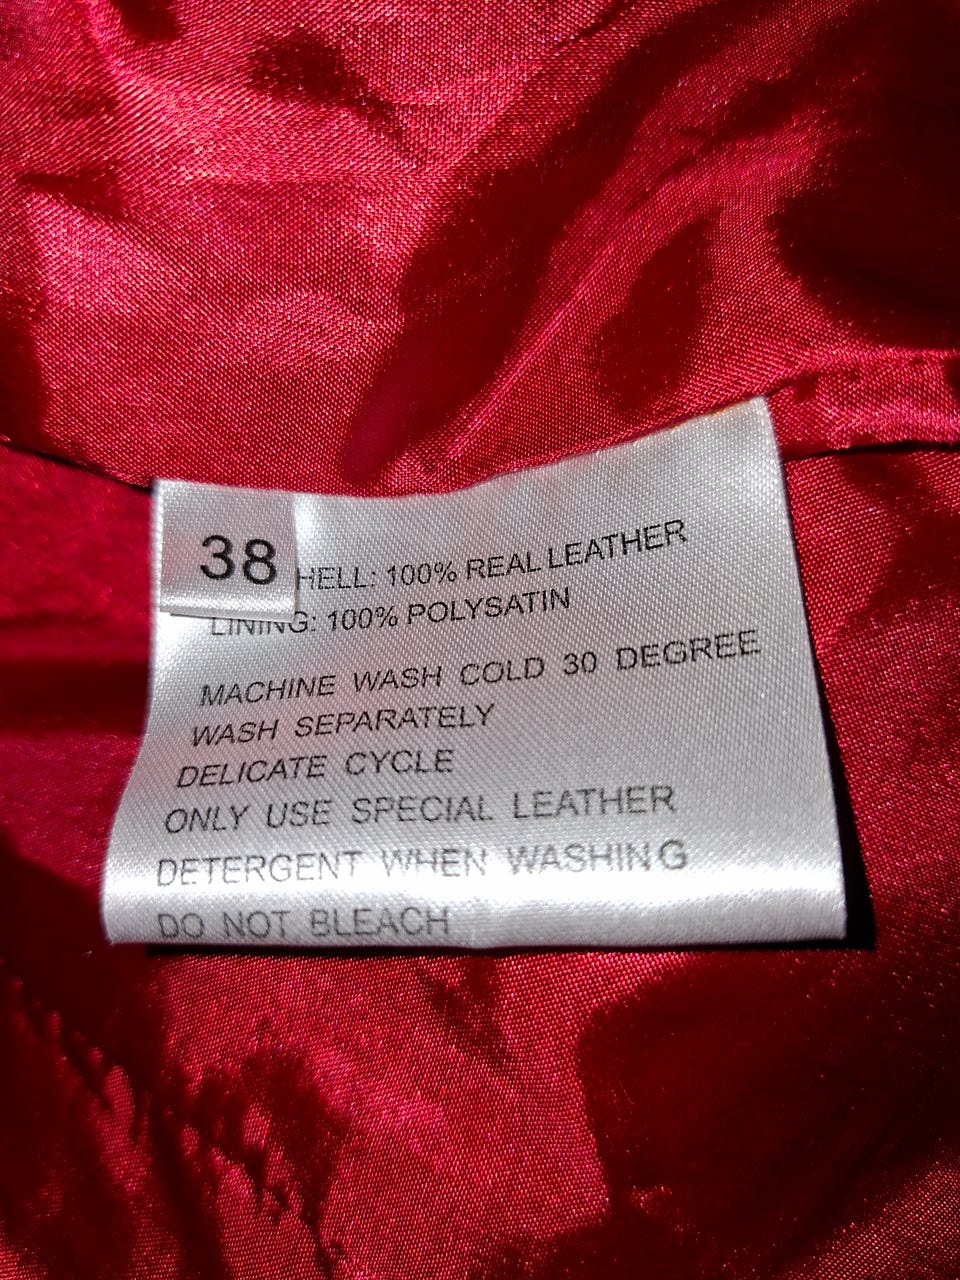 38
HELL: 100% REAL LEATHER
LINING: 100% POLYSATIN
MACHINE WASH COLD 30 DEGREE
WASH SEPARATELY
DELICATE CYCLE
ONLY USE SPECIAL LEATHER
DETERGENT WHEN WASHING
DO NOT BLEACH